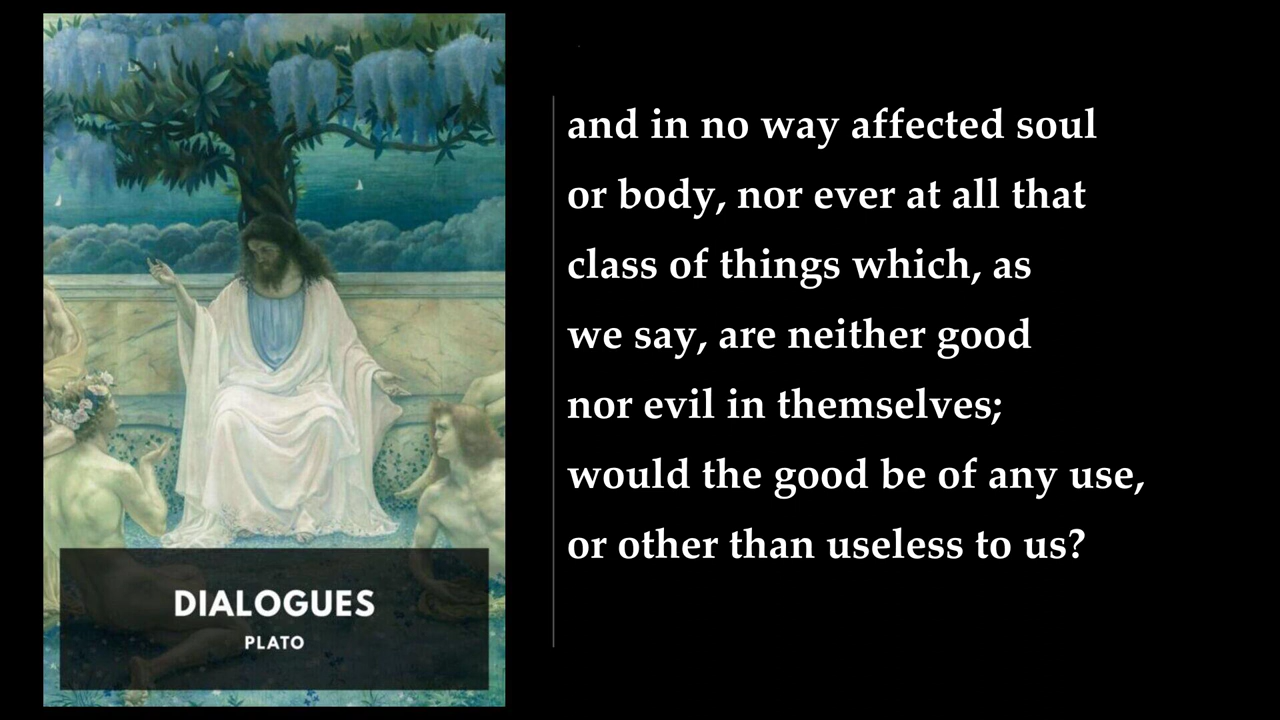 DIALOGUES
PLATO
and in no way affected soul
or body, nor ever at all that
class of things which, as
we say, are neither good
nor evil in themselves;
would the good be of any use,
or other than useless to us?